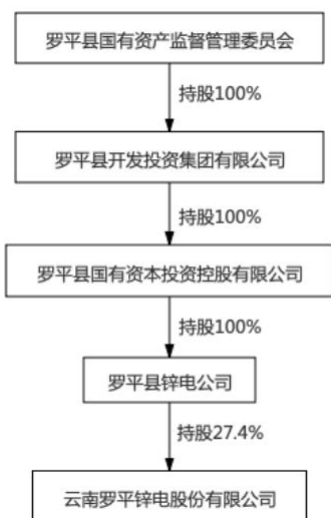 罗平县国有资产监督管理委员会
持股100%
罗平县开发投资集团有限公司
持股100%
罗平县国有资本投资控股有限公司
持股100%
罗平县锌电公司
持股27.4%
云南罗平锌电股份有限公司